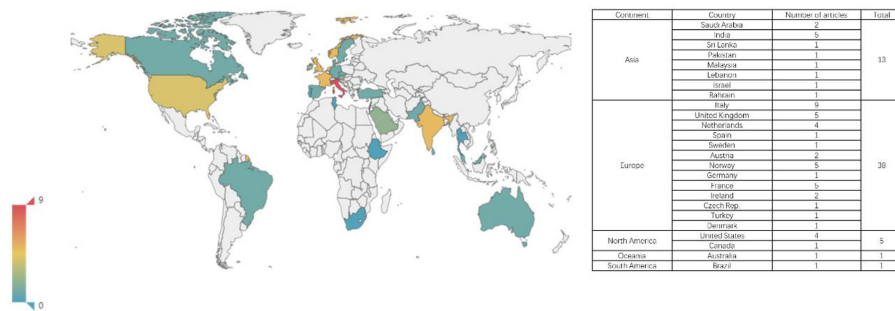 Continent Country Number of articles Total
Saudi Arabia 2
India 5
Sri Lanka 1
Pakistan 1
Asia Malaysia 1 13
Lebanon 1
Israel 1
Bahrain 1
Italy 9
United Kingdom 5
Netherlands 4
Spain 1
Sweden 1
Austria 2
Europe Norway 5 38
Germany 1
France 5
Ireland 2
Czech Rep. 1
Turkey 1
Denmark 1
North America United States 4 5
Canada 1
Oceania Australia 1 1
South America Brazil 1 1
9
0